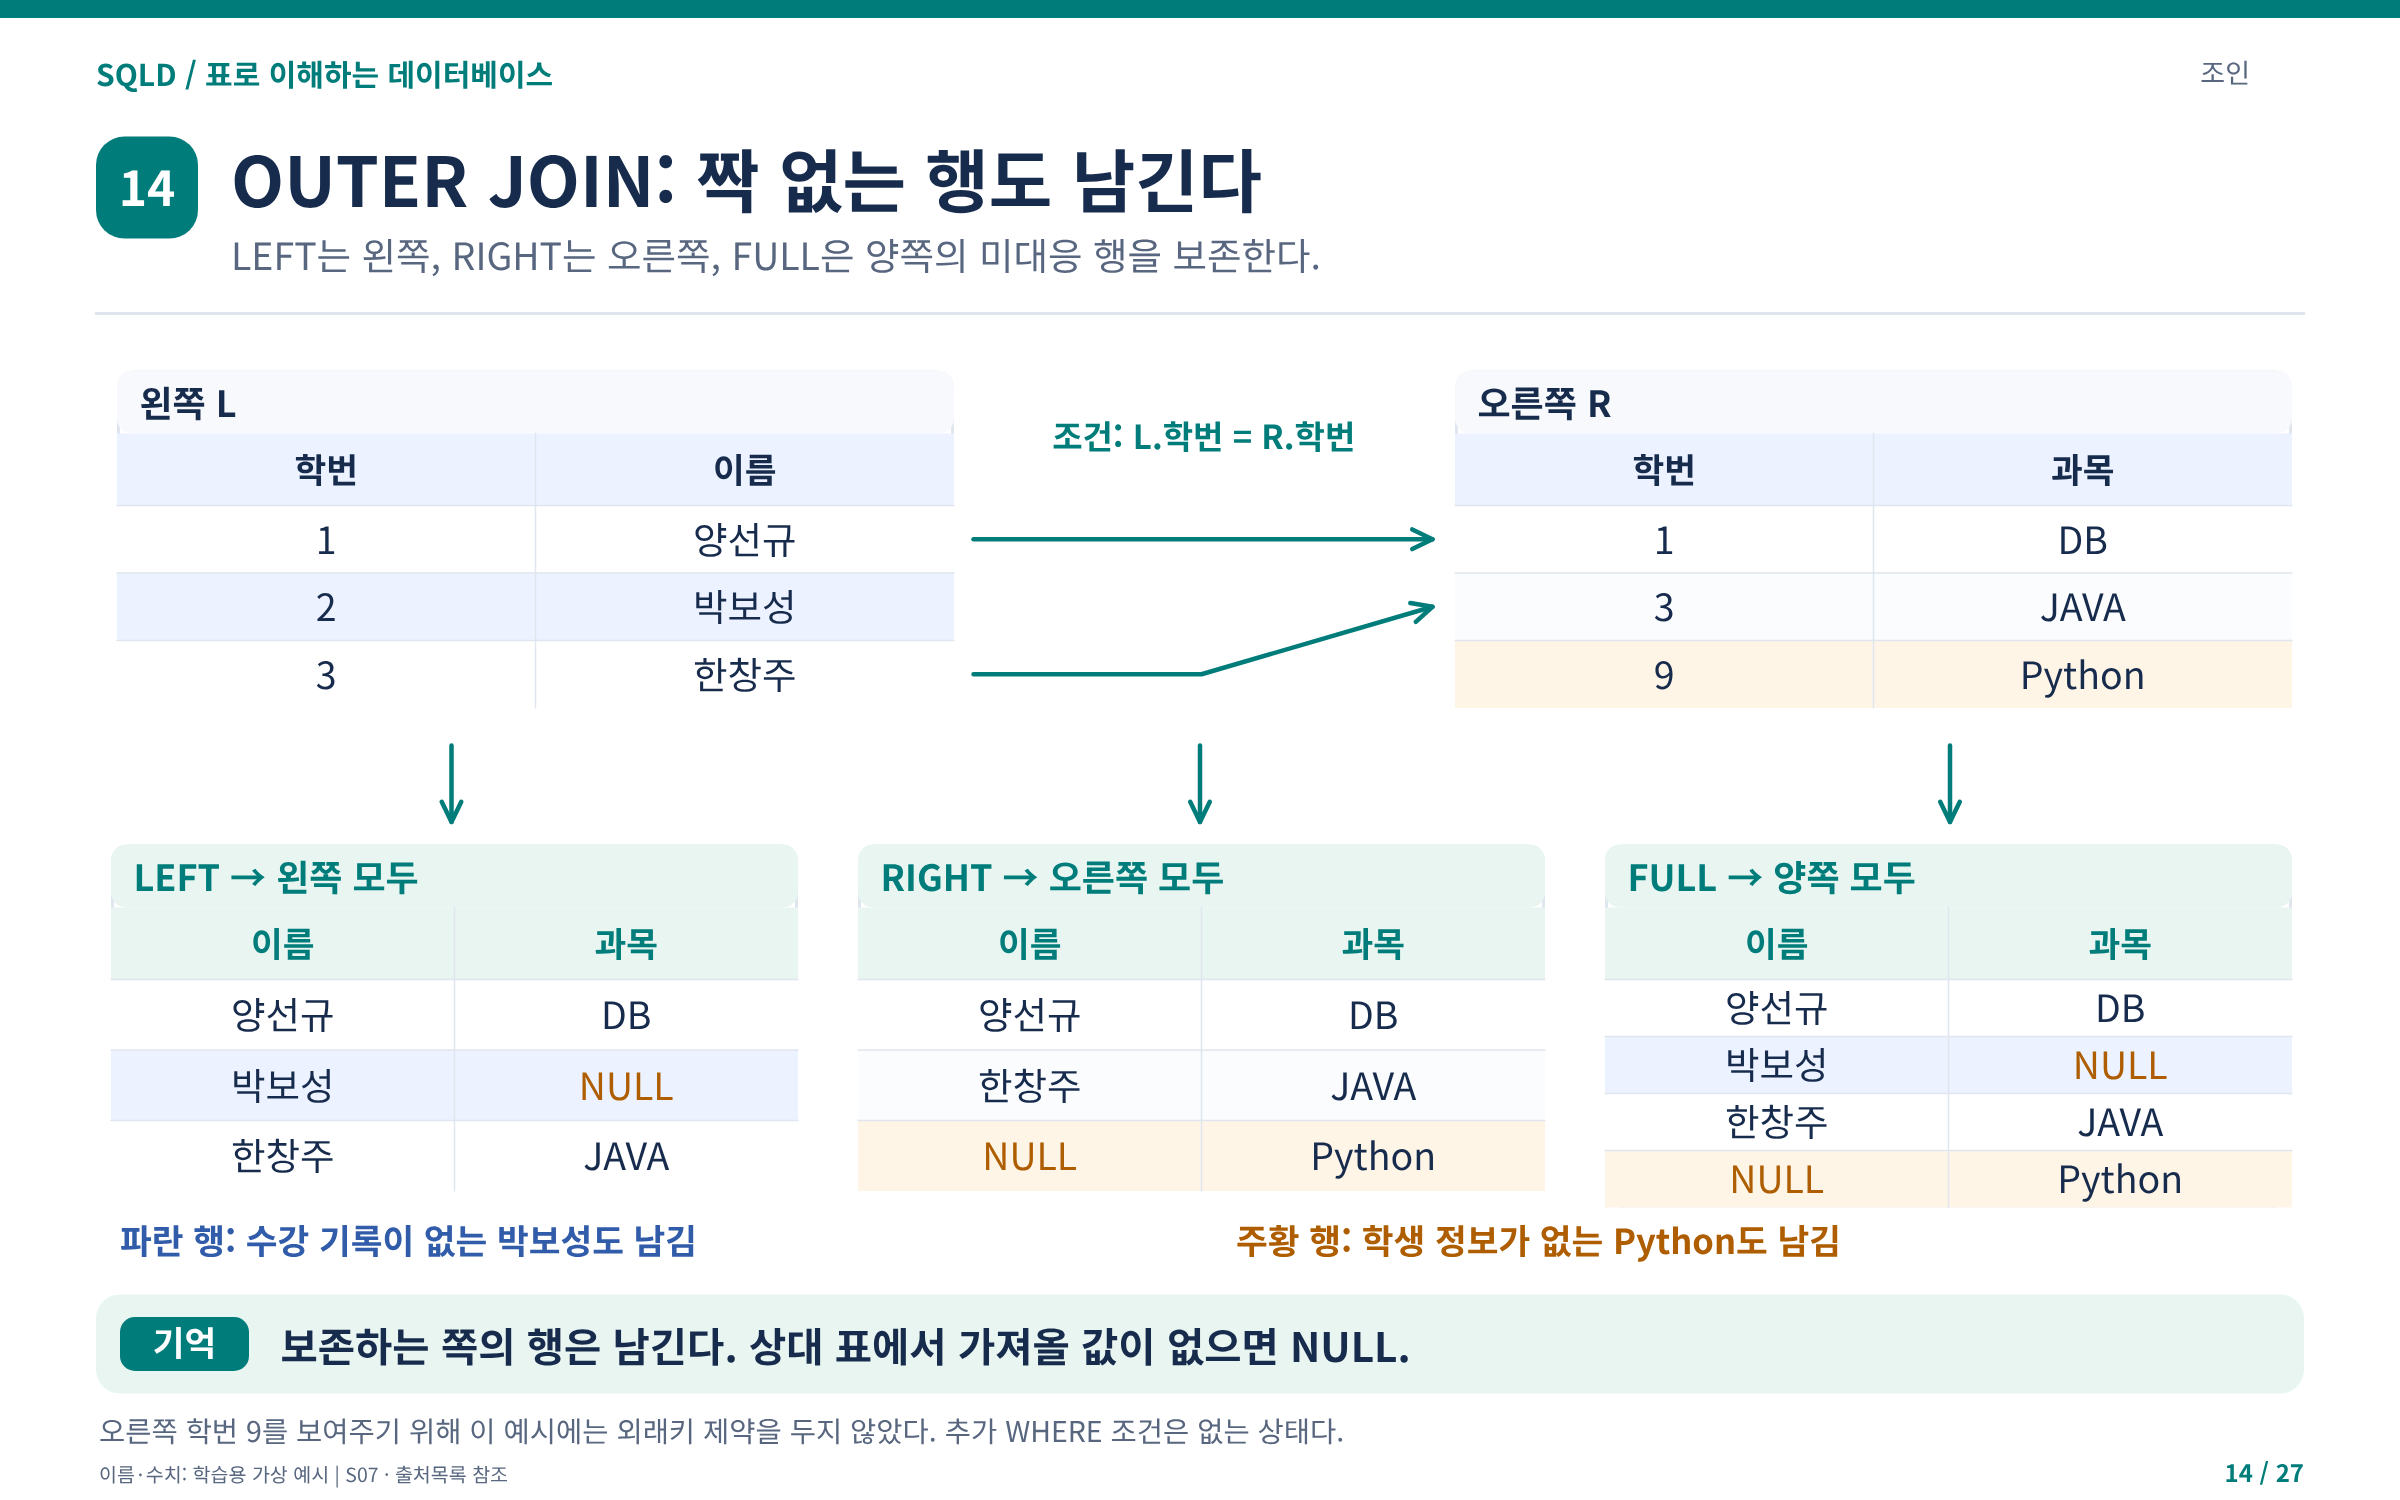 SQLD / 표로 이해하는 데이터베이스
조인
14
OUTER JOIN: 짝 없는 행도 남긴다
LEFT는 왼쪽, RIGHT는 오른쪽, FULL은 양쪽의 미대응 행을 보존한다.
왼쪽 L
학번 이름
1 양선규
2 박보성
3 한창주
조건: L.학번 = R.학번
오른쪽 R
학번 과목
1 DB
3 JAVA
9 Python
LEFT → 왼쪽 모두
이름 과목
양선규 DB
박보성 NULL
한창주 JAVA
RIGHT → 오른쪽 모두
이름 과목
양선규 DB
한창주 JAVA
NULL Python
FULL → 양쪽 모두
이름 과목
양선규 DB
박보성 NULL
한창주 JAVA
NULL Python
파란 행: 수강 기록이 없는 박보성도 남김
주황 행: 학생 정보가 없는 Python도 남김
기억 보존하는 쪽의 행은 남긴다. 상대 표에서 가져올 값이 없으면 NULL.
오른쪽 학번 9를 보여주기 위해 이 예시에는 외래키 제약을 두지 않았다. 추가 WHERE 조건은 없는 상태다.
이름·수치: 학습용 가상 예시 | S07 · 출처목록 참조
14 / 27